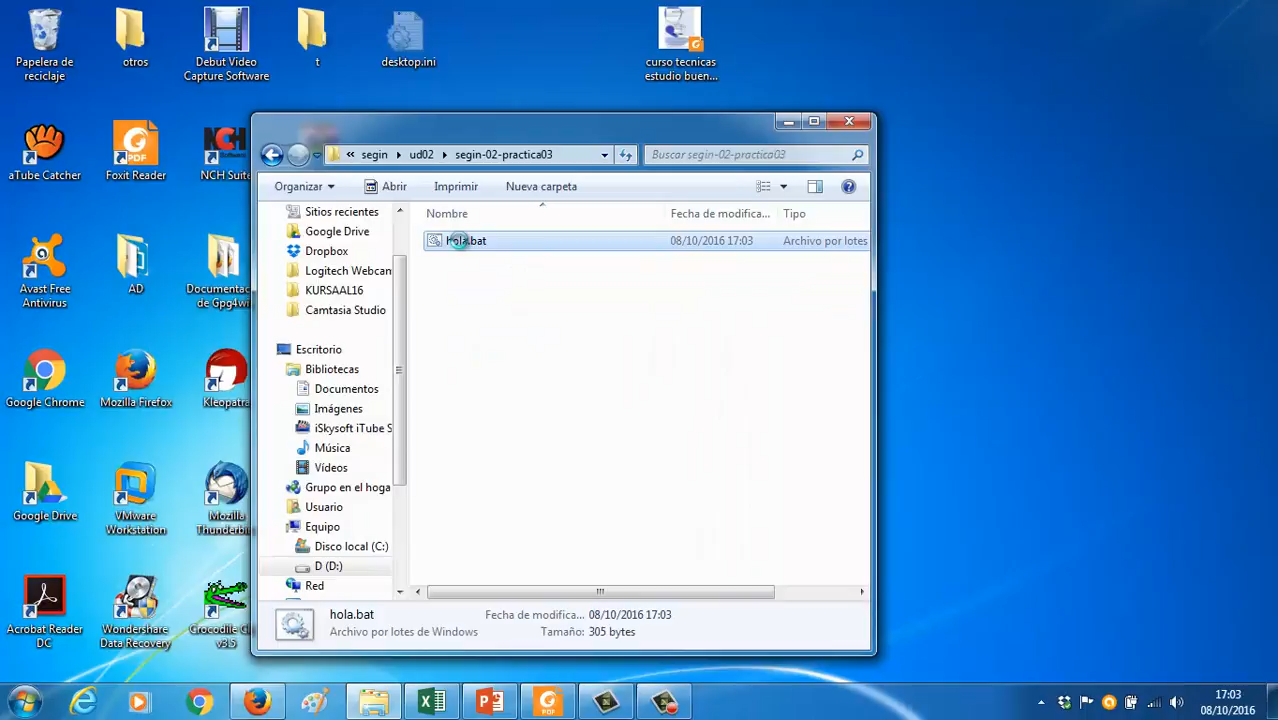 Papelera de
reciclaje
otros
Debut Video
Capture Software
t
desktop.ini
curso tecnicas
estudio buen...
aTube Catcher
Foxit Reader
NCH Suite
Avast Free
Antivirus
AD
Documentac
de Gpg4wi
Google Chrome
Mozilla Firefox
Kleopatra
Google Drive
VMware
Workstation
Mozilla
Thunderbi
Acrobat Reader
DC
Wondershare
Data Recovery
Crocodile C
v3.5
« segin ud02 segin-02-practica03
Buscar segin-02-practica03
Organizar Abrir Imprimir Nueva carpeta
Nombre Fecha de modifica... Tipo
hola.bat 08/10/2016 17:03 Archivo por lotes
Sitios recientes
Google Drive
Dropbox
Logitech Webcam
KURSAAL16
Camtasia Studio
Escritorio
Bibliotecas
Documentos
Imágenes
iSkysoft iTube S
Música
Vídeos
Grupo en el hoga
Usuario
Equipo
Disco local (C:)
D (D:)
Red
hola.bat Fecha de modifica... 08/10/2016 17:03
Archivo por lotes de Windows Tamaño: 305 bytes
17:03
08/10/2016